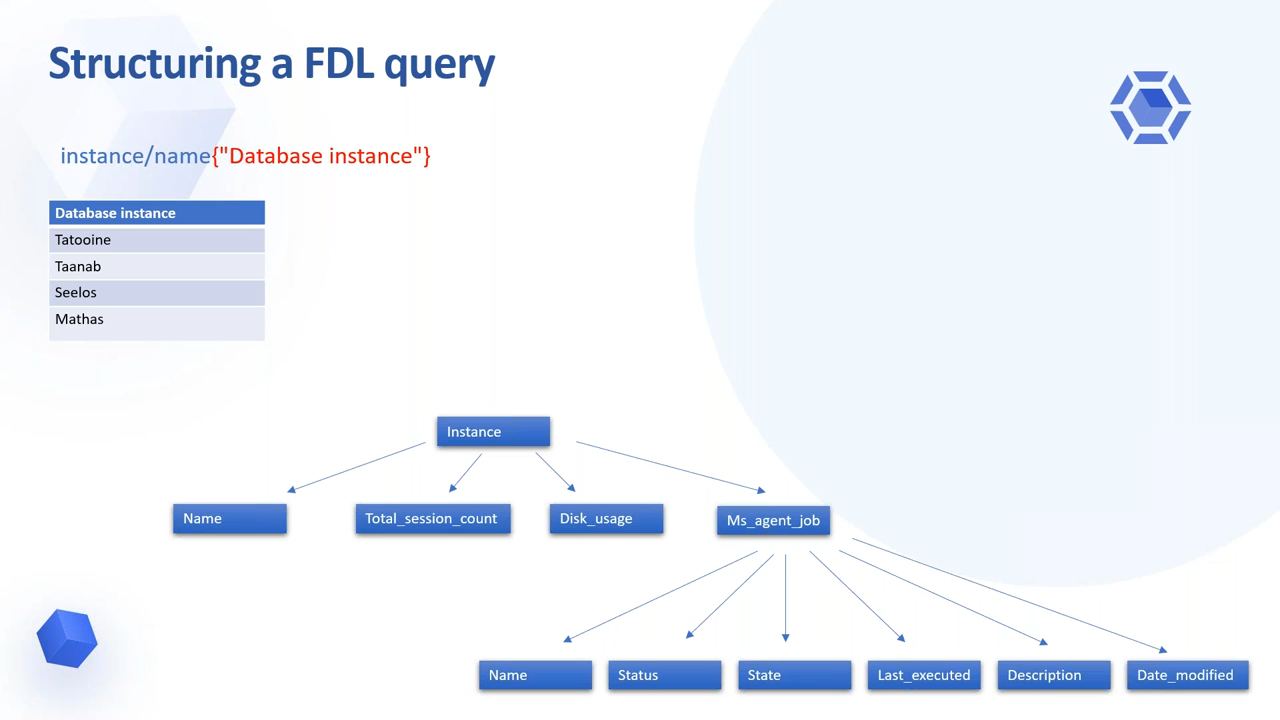 Structuring a FDL query
instance/name{"Database instance"}
Database instance
Tatooine
Taanab
Seelos
Mathas
Instance
Name
Total_session_count
Disk_usage
Ms_agent_job
Name
Status
State
Last_executed
Description
Date_modified